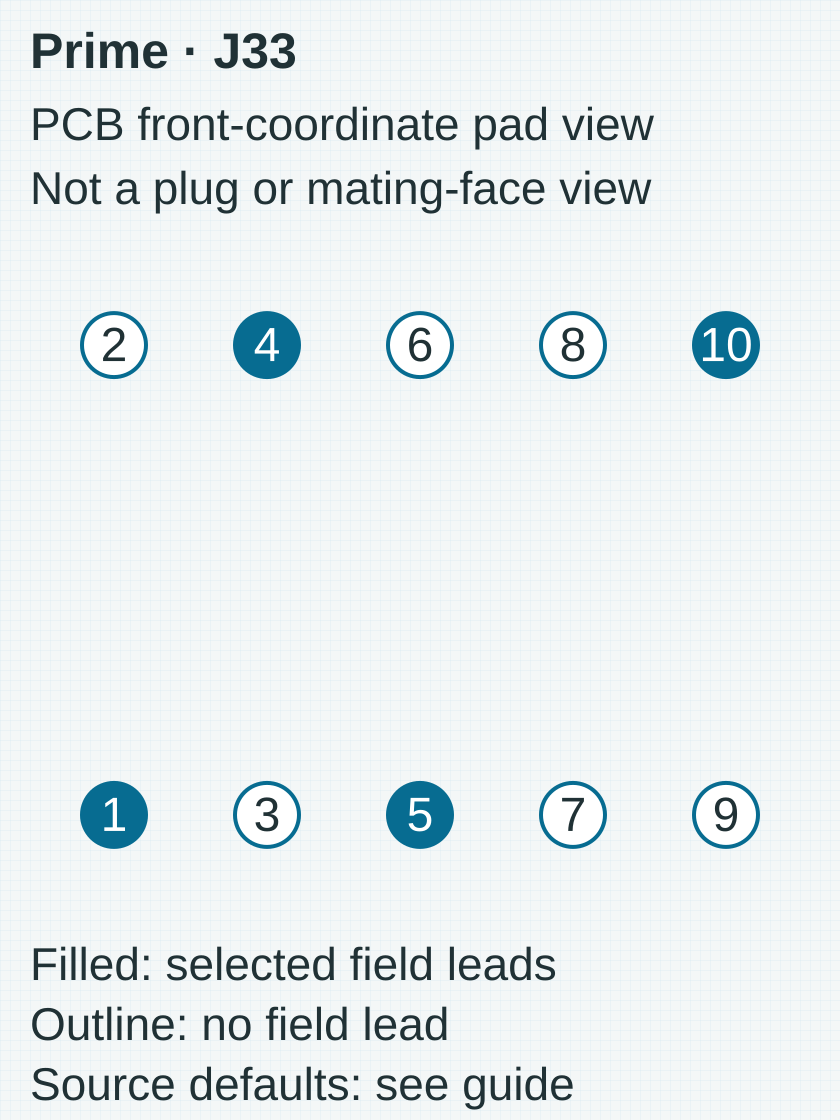 Prime · J33
PCB front-coordinate pad view
Not a plug or mating-face view
2 4 6 8 10
1 3 5 7 9
Filled: selected field leads
Outline: no field lead
Source defaults: see guide